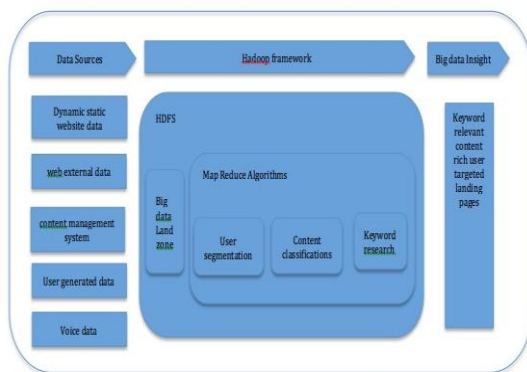 Data Sources
Hadoop framework
Big data Insight
Dynamic static
website data
web external data
content management
system
User generated data
Voice data
HDFS
Big
data
Land
zone
Map Reduce Algorithms
User
segmentation
Content
classifications
Keyword
research
Keyword
relevant
content
rich user
targeted
landing
pages